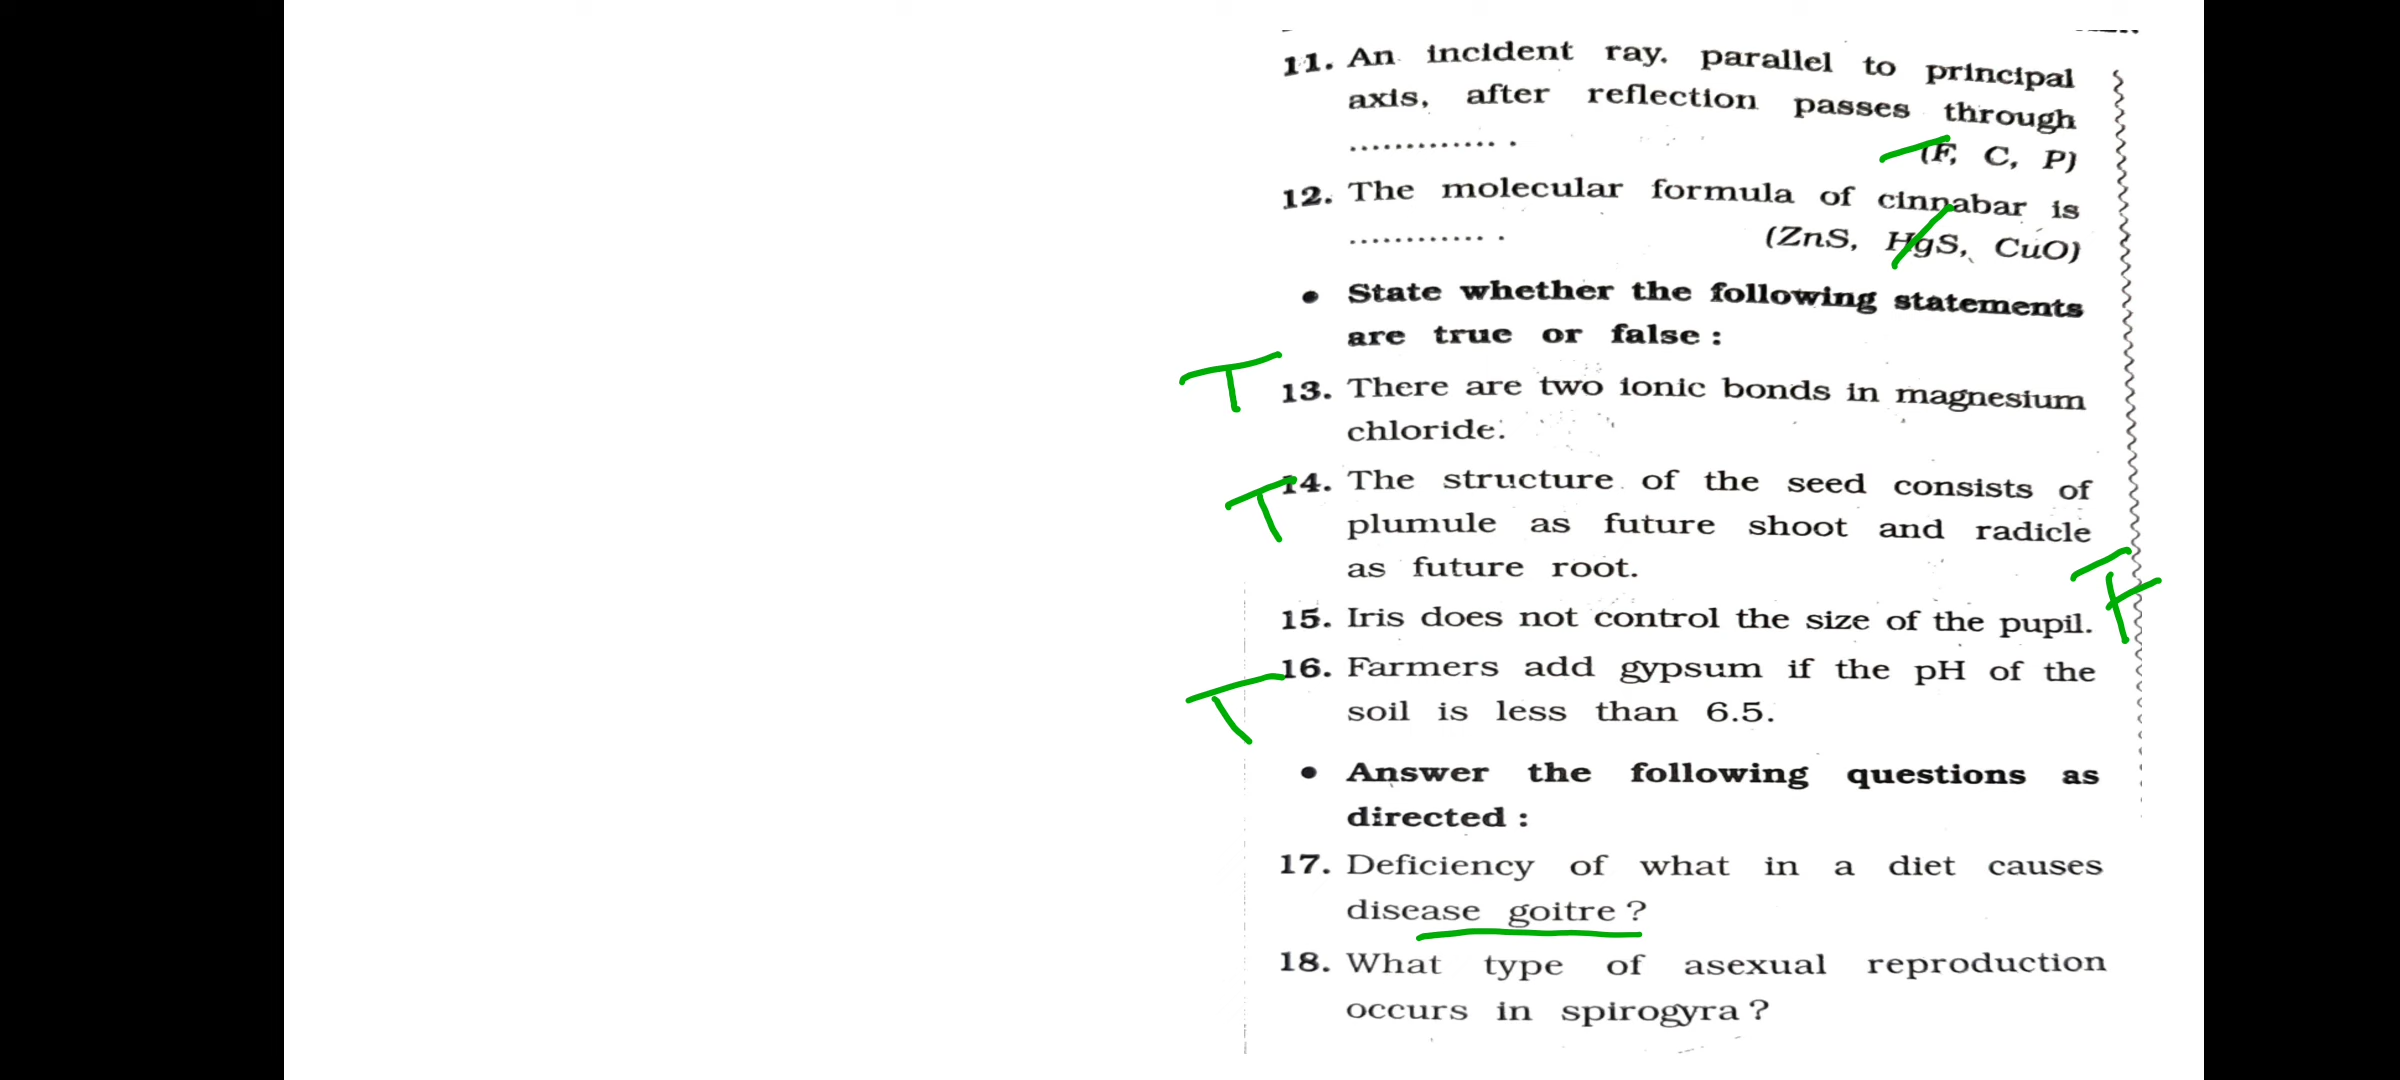 11. An incident ray. parallel to principal
axis, after reflection passes through
.............. . (F, C, P)
12. The molecular formula of cinnabar is
............. . (ZnS, HgS, CuO)
• State whether the following statements
are true or false :
T 13. There are two ionic bonds in magnesium
chloride.
T 14. The structure of the seed consists of
plumule as future shoot and radicle
as future root.
15. Iris does not control the size of the pupil. F
T 16. Farmers add gypsum if the pH of the
soil is less than 6.5.
• Answer the following questions as
directed :
17. Deficiency of what in a diet causes
disease goitre ?
18. What type of asexual reproduction
occurs in spirogyra ?